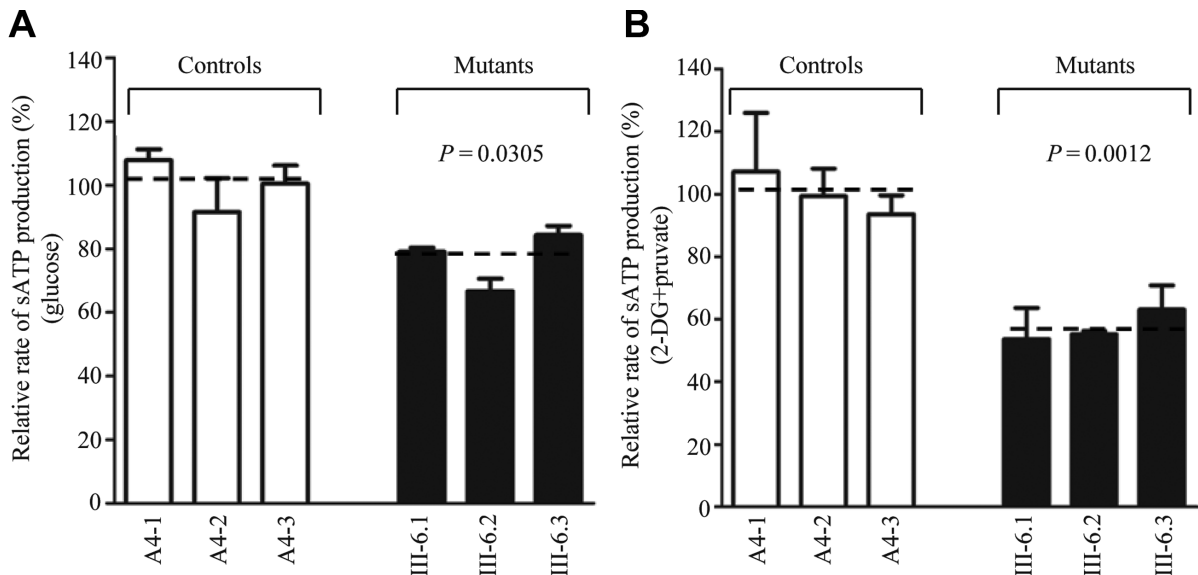 A
Relative rate of sATP production (%)
(glucose)
140
120
100
80
60
40
20
0
Controls
Mutants
P = 0.0305
A4-1
A4-2
A4-3
III-6.1
III-6.2
III-6.3
B
Relative rate of sATP production (%)
(2-DG+pruvate)
140
120
100
80
60
40
20
0
Controls
Mutants
P = 0.0012
A4-1
A4-2
A4-3
III-6.1
III-6.2
III-6.3